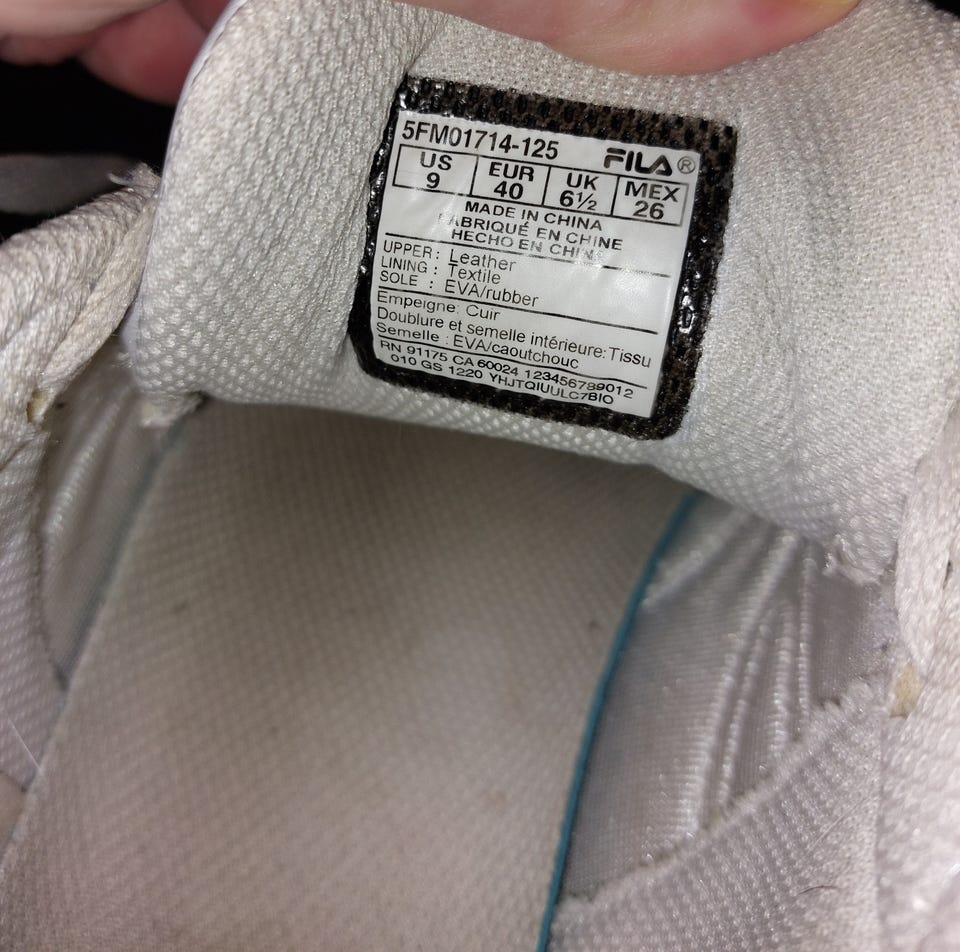 5FM01714-125 FILA®
US EUR UK MEX
9 40 6½ 26
MADE IN CHINA
FABRIQUÉ EN CHINE
HECHO EN CHINA
UPPER: Leather
LINING : Textile
SOLE : EVA/rubber
Empeigne: Cuir
Doublure et semelle intérieure: Tissu
Semelle : EVA/caoutchouc
RN 91175 CA 60024 123456789012
010 GS 1220 YHJTQIUULC7BIO